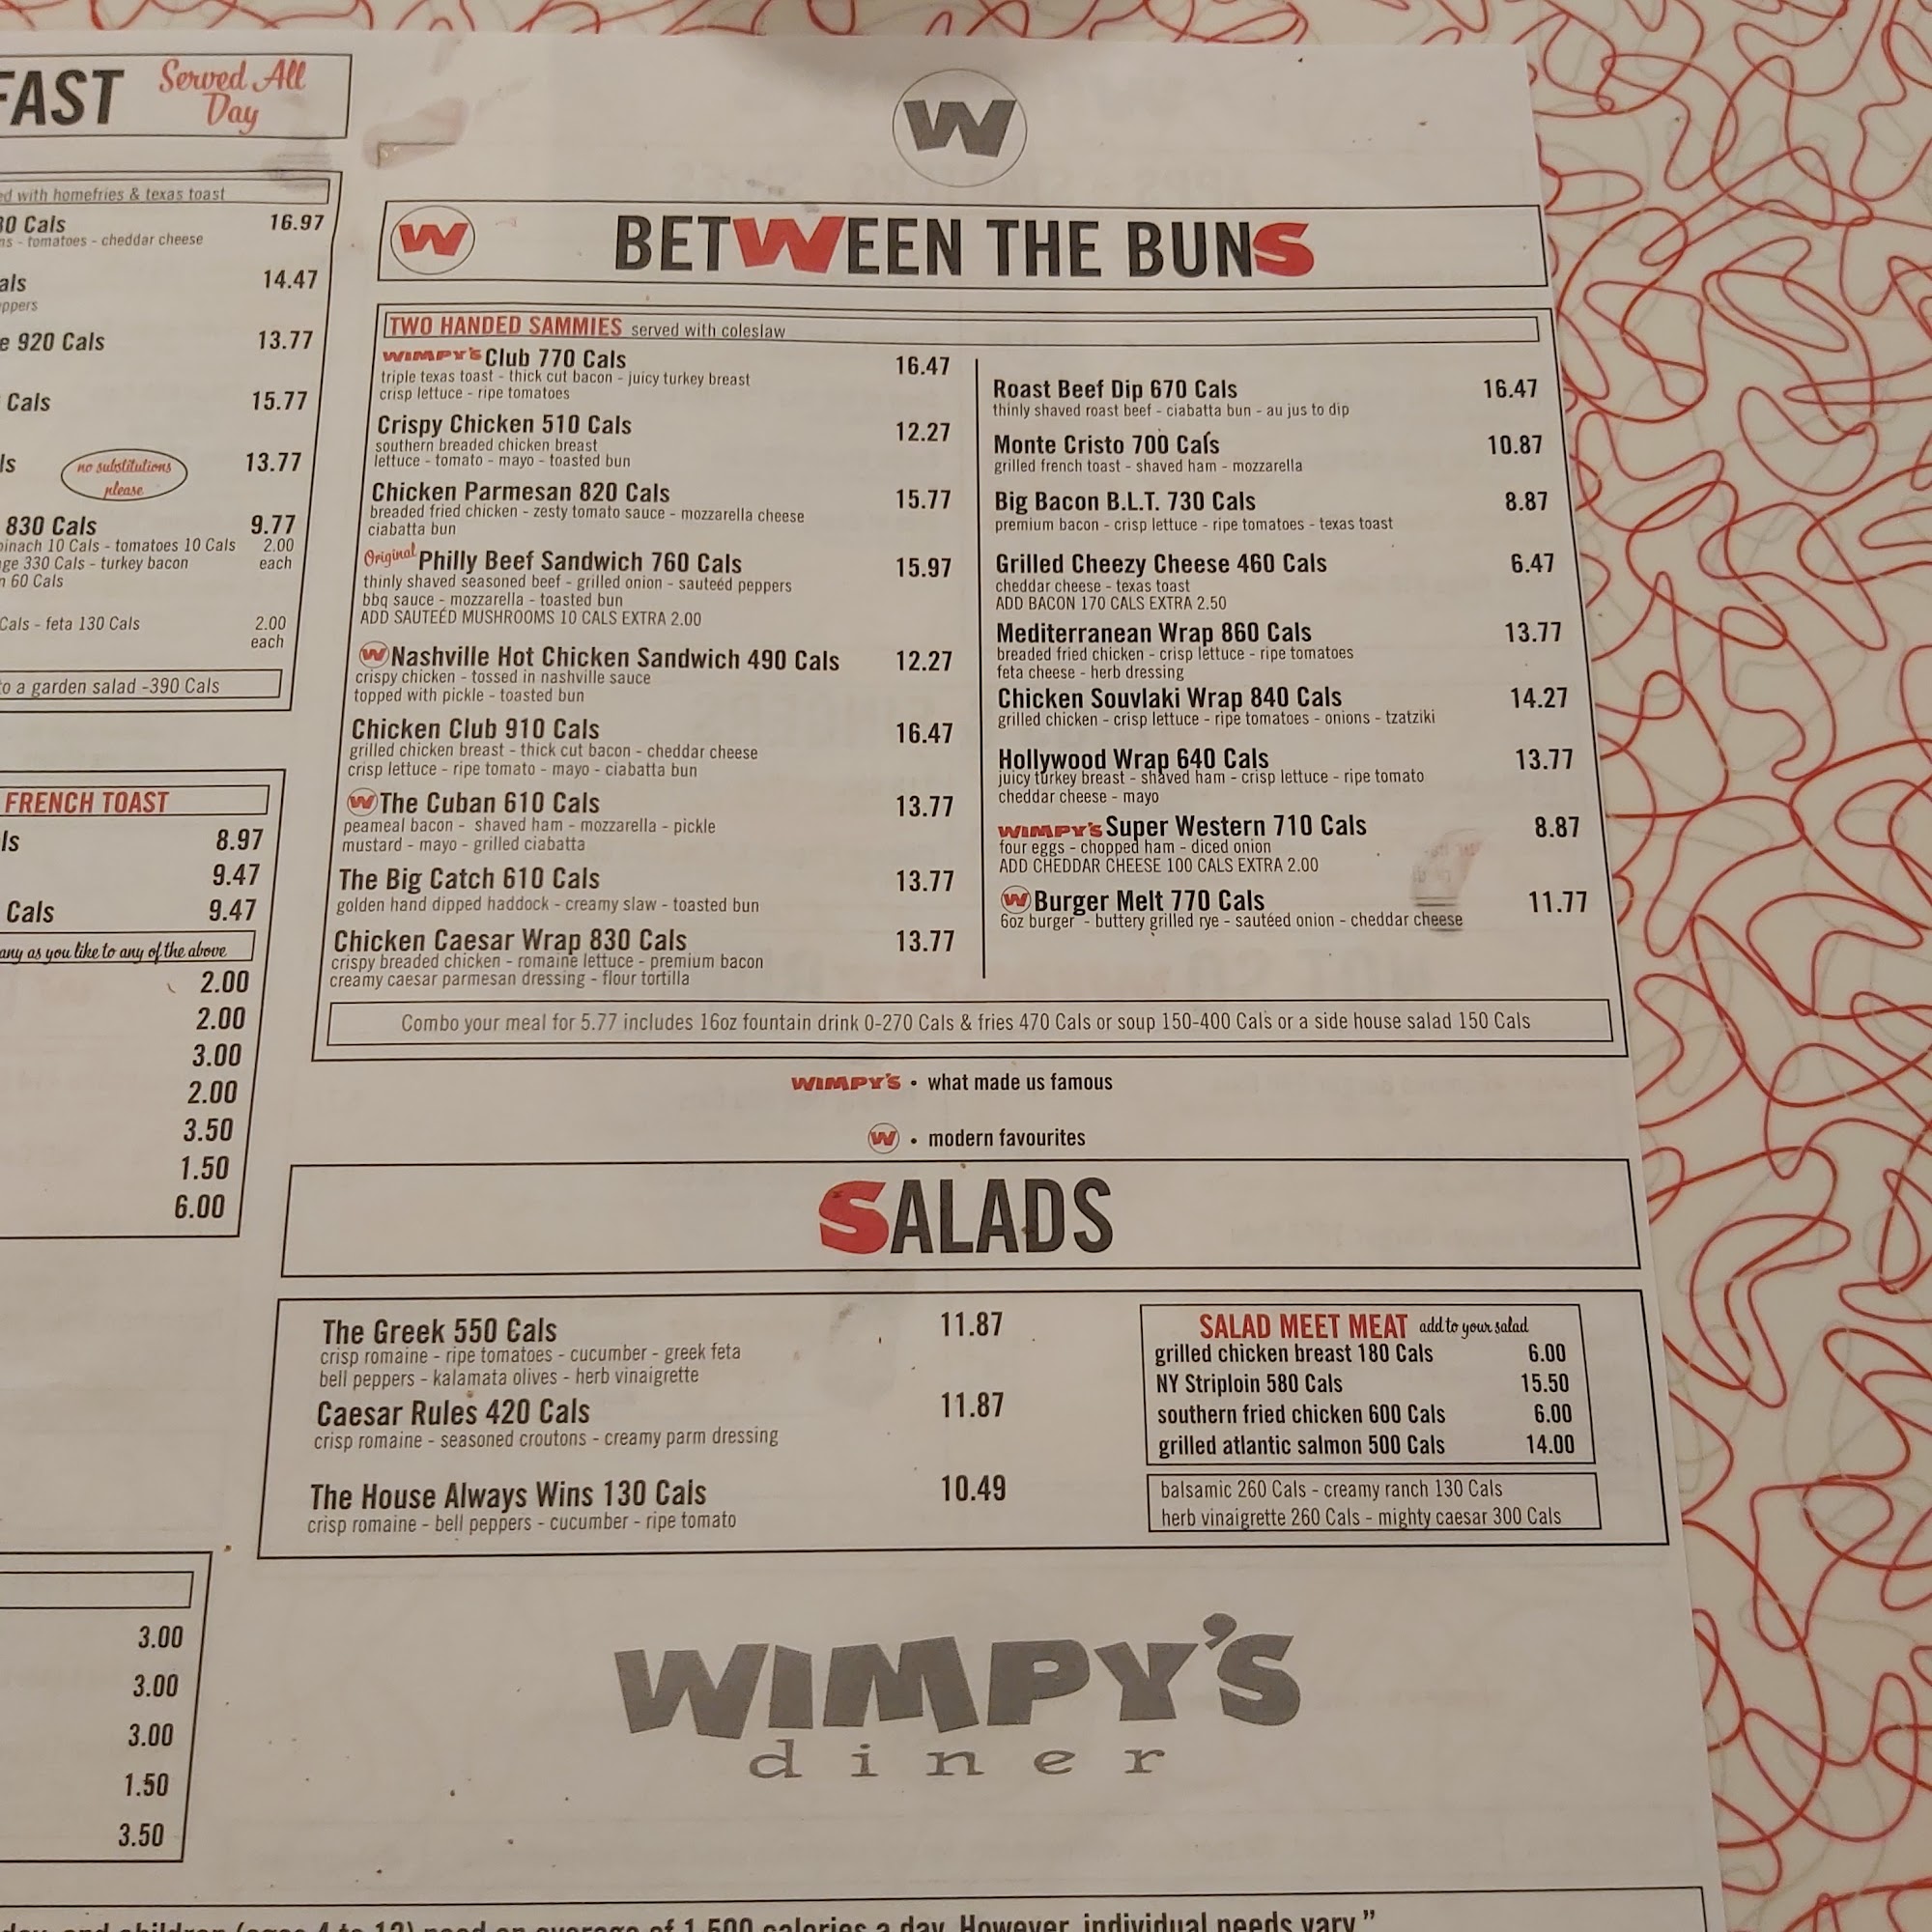 FAST
Served All
Day
ed with homefries & texas toast
Cals 16.97
- tomatoes - cheddar cheese
14.47
920 Cals 13.77
Cals 15.77
no substitutions
please
13.77
830 Cals 9.77
tomatoes 10 Cals 2.00
330 Cals - turkey bacon each
60 Cals
Cals - feta 130 Cals 2.00
each
to a garden salad -390 Cals
FRENCH TOAST
8.97
9.47
Cals 9.47
as you like to any of the above
2.00
2.00
3.00
2.00
3.50
1.50
6.00
3.00
3.00
3.00
1.50
3.50
W
W
BETWEEN THE BUNS
TWO HANDED SAMMIES served with coleslaw
WIMPY'S Club 770 Cals 16.47
triple texas toast - thick cut bacon - juicy turkey breast
crisp lettuce - ripe tomatoes
Crispy Chicken 510 Cals 12.27
southern breaded chicken breast
lettuce - tomato - mayo - toasted bun
Chicken Parmesan 820 Cals 15.77
breaded fried chicken - zesty tomato sauce - mozzarella cheese
ciabatta bun
Original Philly Beef Sandwich 760 Cals 15.97
thinly shaved seasoned beef - grilled onion - sauteéd peppers
bbq sauce - mozzarella - toasted bun
ADD SAUTEÉD MUSHROOMS 10 CALS EXTRA 2.00
W Nashville Hot Chicken Sandwich 490 Cals 12.27
crispy chicken - tossed in nashville sauce
topped with pickle - toasted bun
Chicken Club 910 Cals 16.47
grilled chicken breast - thick cut bacon - cheddar cheese
crisp lettuce - ripe tomato - mayo - ciabatta bun
W The Cuban 610 Cals 13.77
peameal bacon - shaved ham - mozzarella - pickle
mustard - mayo - grilled ciabatta
The Big Catch 610 Cals 13.77
golden hand dipped haddock - creamy slaw - toasted bun
Chicken Caesar Wrap 830 Cals 13.77
crispy breaded chicken - romaine lettuce - premium bacon
creamy caesar parmesan dressing - flour tortilla
Roast Beef Dip 670 Cals 16.47
thinly shaved roast beef - ciabatta bun - au jus to dip
Monte Cristo 700 Cals 10.87
grilled french toast - shaved ham - mozzarella
Big Bacon B.L.T. 730 Cals 8.87
premium bacon - crisp lettuce - ripe tomatoes - texas toast
Grilled Cheezy Cheese 460 Cals 6.47
cheddar cheese - texas toast
ADD BACON 170 CALS EXTRA 2.50
Mediterranean Wrap 860 Cals 13.77
breaded fried chicken - crisp lettuce - ripe tomatoes
feta cheese - herb dressing
Chicken Souvlaki Wrap 840 Cals 14.27
grilled chicken - crisp lettuce - ripe tomatoes - onions - tzatziki
Hollywood Wrap 640 Cals 13.77
juicy turkey breast - shaved ham - crisp lettuce - ripe tomato
cheddar cheese - mayo
WIMPY'S Super Western 710 Cals 8.87
four eggs - chopped ham - diced onion
ADD CHEDDAR CHEESE 100 CALS EXTRA 2.00
W Burger Melt 770 Cals 11.77
6oz burger - buttery grilled rye - sautéed onion - cheddar cheese
Combo your meal for 5.77 includes 16oz fountain drink 0-270 Cals & fries 470 Cals or soup 150-400 Cals or a side house salad 150 Cals
WIMPY'S • what made us famous
W • modern favourites
SALADS
The Greek 550 Cals 11.87
crisp romaine - ripe tomatoes - cucumber - greek feta
bell peppers - kalamata olives - herb vinaigrette
Caesar Rules 420 Cals 11.87
crisp romaine - seasoned croutons - creamy parm dressing
The House Always Wins 130 Cals 10.49
crisp romaine - bell peppers - cucumber - ripe tomato
SALAD MEET MEAT add to your salad
grilled chicken breast 180 Cals 6.00
NY Striploin 580 Cals 15.50
southern fried chicken 600 Cals 6.00
grilled atlantic salmon 500 Cals 14.00
balsamic 260 Cals - creamy ranch 130 Cals
herb vinaigrette 260 Cals - mighty caesar 300 Cals
WIMPY'S
diner
and children (ages 4 to 12) need an average of 1,500 calories a day. However, individual needs vary."